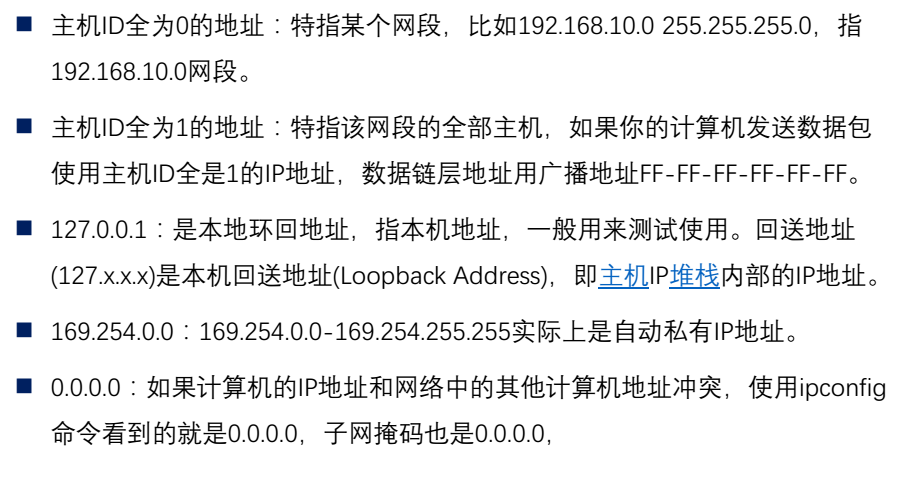 ■ 主机ID全为0的地址：特指某个网段，比如192.168.10.0 255.255.255.0，指
192.168.10.0网段。
■ 主机ID全为1的地址：特指该网段的全部主机，如果你的计算机发送数据包
使用主机ID全是1的IP地址，数据链层地址用广播地址FF-FF-FF-FF-FF-FF。
■ 127.0.0.1：是本地环回地址，指本机地址，一般用来测试使用。回送地址
(127.x.x.x)是本机回送地址(Loopback Address)，即主机IP堆栈内部的IP地址。
■ 169.254.0.0：169.254.0.0-169.254.255.255实际上是自动私有IP地址。
■ 0.0.0.0：如果计算机的IP地址和网络中的其他计算机地址冲突，使用ipconfig
命令看到的就是0.0.0.0，子网掩码也是0.0.0.0，